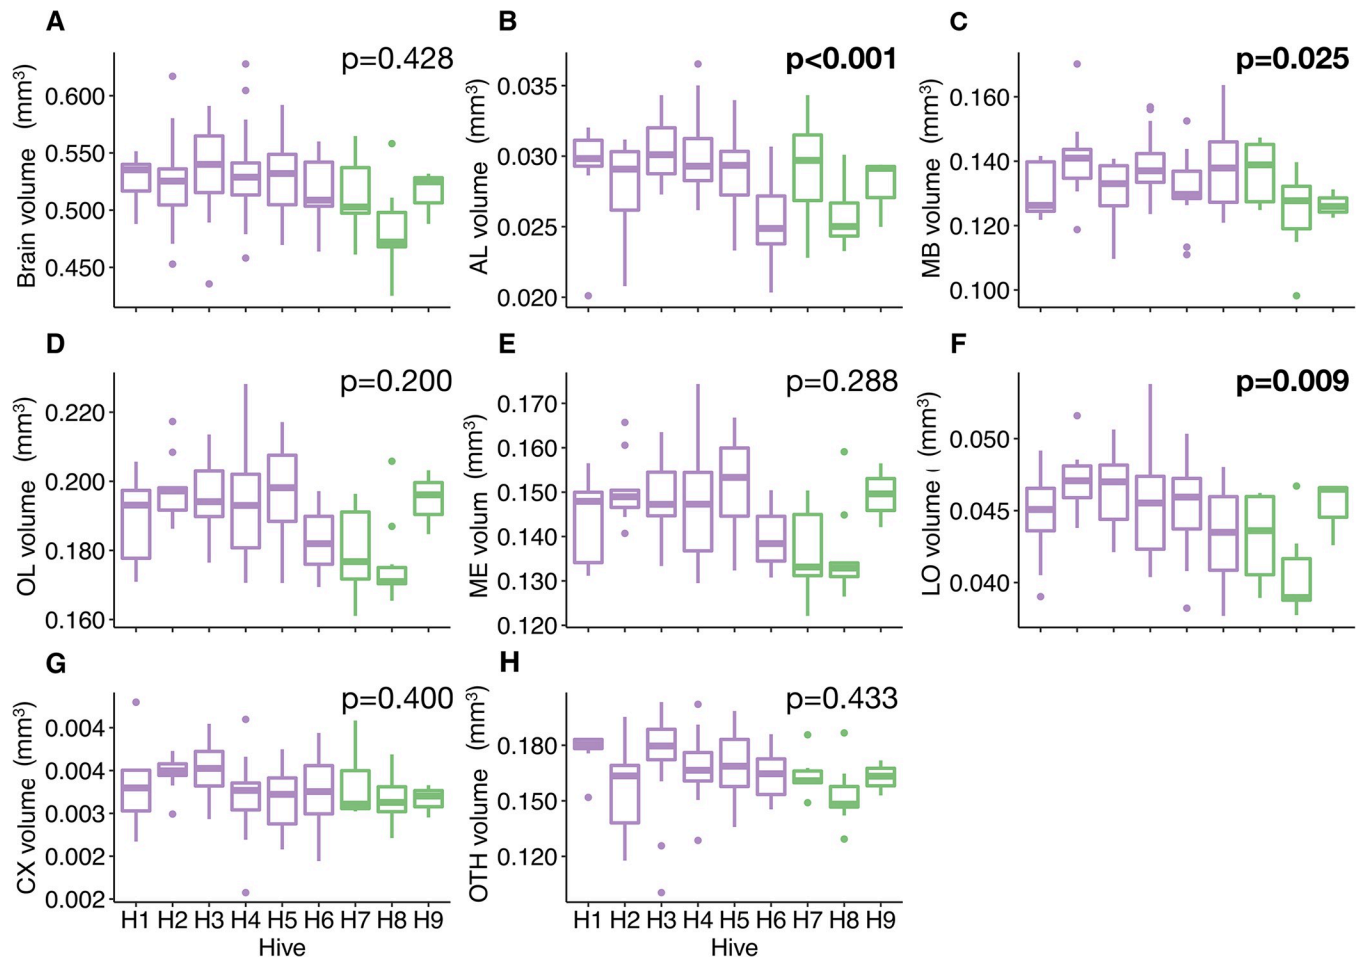 A
p=0.428
Brain volume (mm³)
0.600
0.550
0.500
0.450
B
p<0.001
AL volume (mm³)
0.035
0.030
0.025
0.020
C
p=0.025
MB volume (mm³)
0.160
0.140
0.120
0.100
D
p=0.200
OL volume (mm³)
0.220
0.200
0.180
0.160
E
p=0.288
ME volum (mm³)
0.170
0.160
0.150
0.140
0.130
0.120
F
p=0.009
LO volume ( (mm³)
0.050
0.045
0.040
G
p=0.400
CX volume (mm³)
0.004
0.004
0.003
0.002
0.002
H1 H2 H3 H4 H5 H6 H7 H8 H9
Hive
H
p=0.433
OTH volume (mm³)
0.180
0.150
0.120
H1 H2 H3 H4 H5 H6 H7 H8 H9
Hive